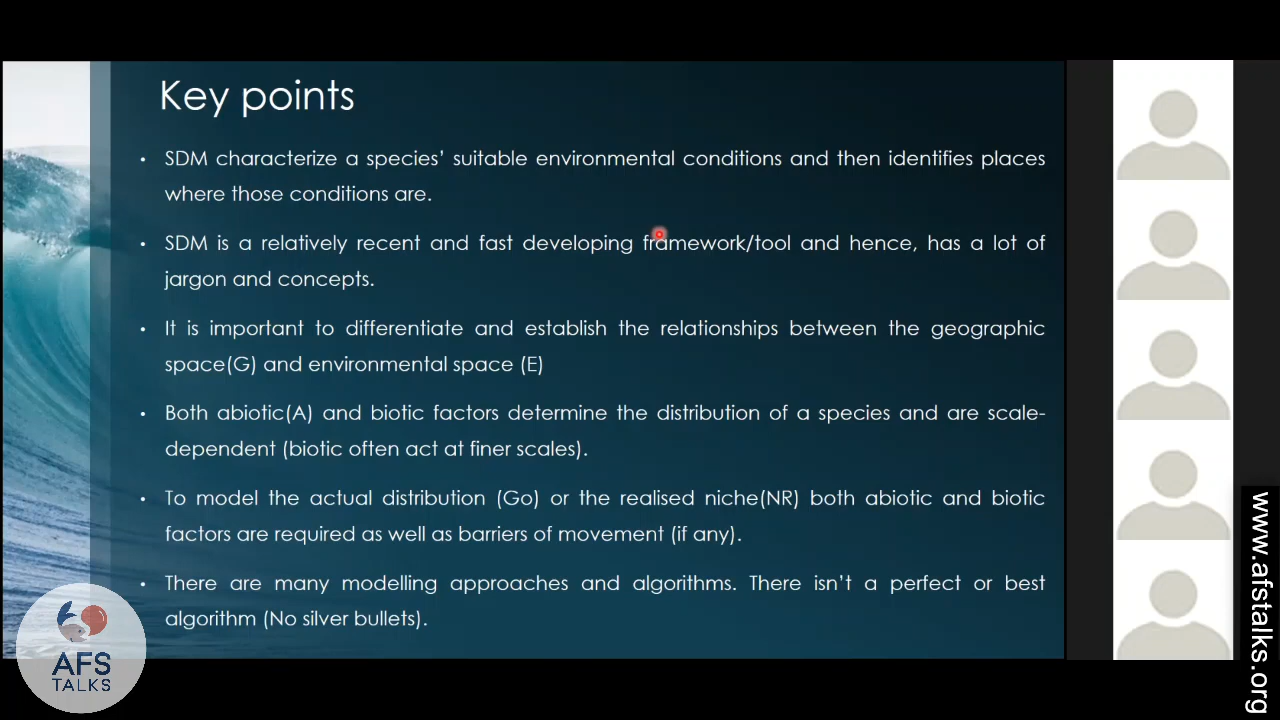 Key points
• SDM characterize a species’ suitable environmental conditions and then identifies places
where those conditions are.
• SDM is a relatively recent and fast developing framework/tool and hence, has a lot of
jargon and concepts.
• It is important to differentiate and establish the relationships between the geographic
space(G) and environmental space (E)
• Both abiotic(A) and biotic factors determine the distribution of a species and are scale-
dependent (biotic often act at finer scales).
• To model the actual distribution (Go) or the realised niche(NR) both abiotic and biotic
factors are required as well as barriers of movement (if any).
• There are many modelling approaches and algorithms. There isn’t a perfect or best
algorithm (No silver bullets).
AFS
TALKS
www.afstalks.org